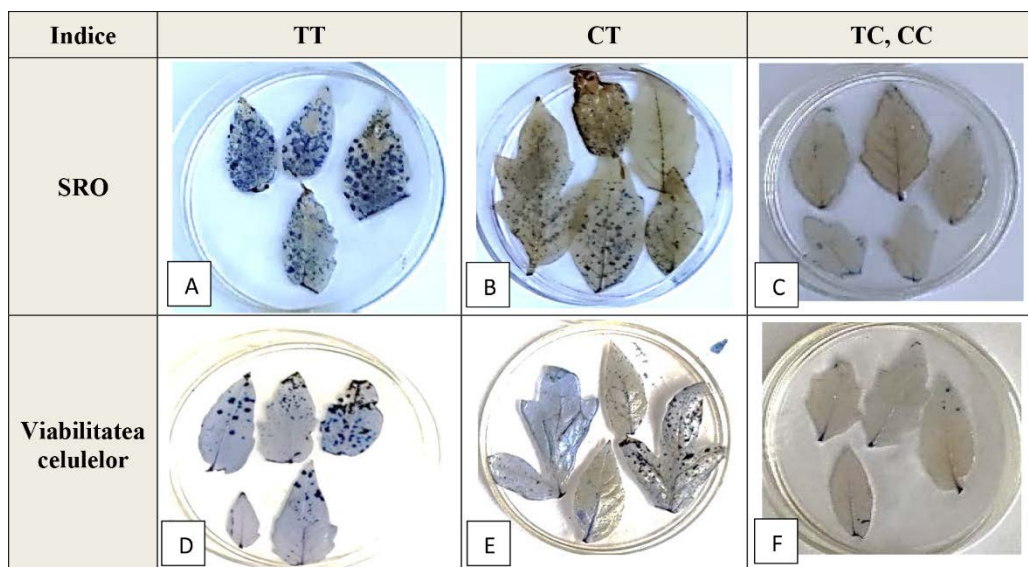 Indice
TT
CT
TC, CC
SRO
A
B
C
Viabilitatea
celulelor
D
E
F